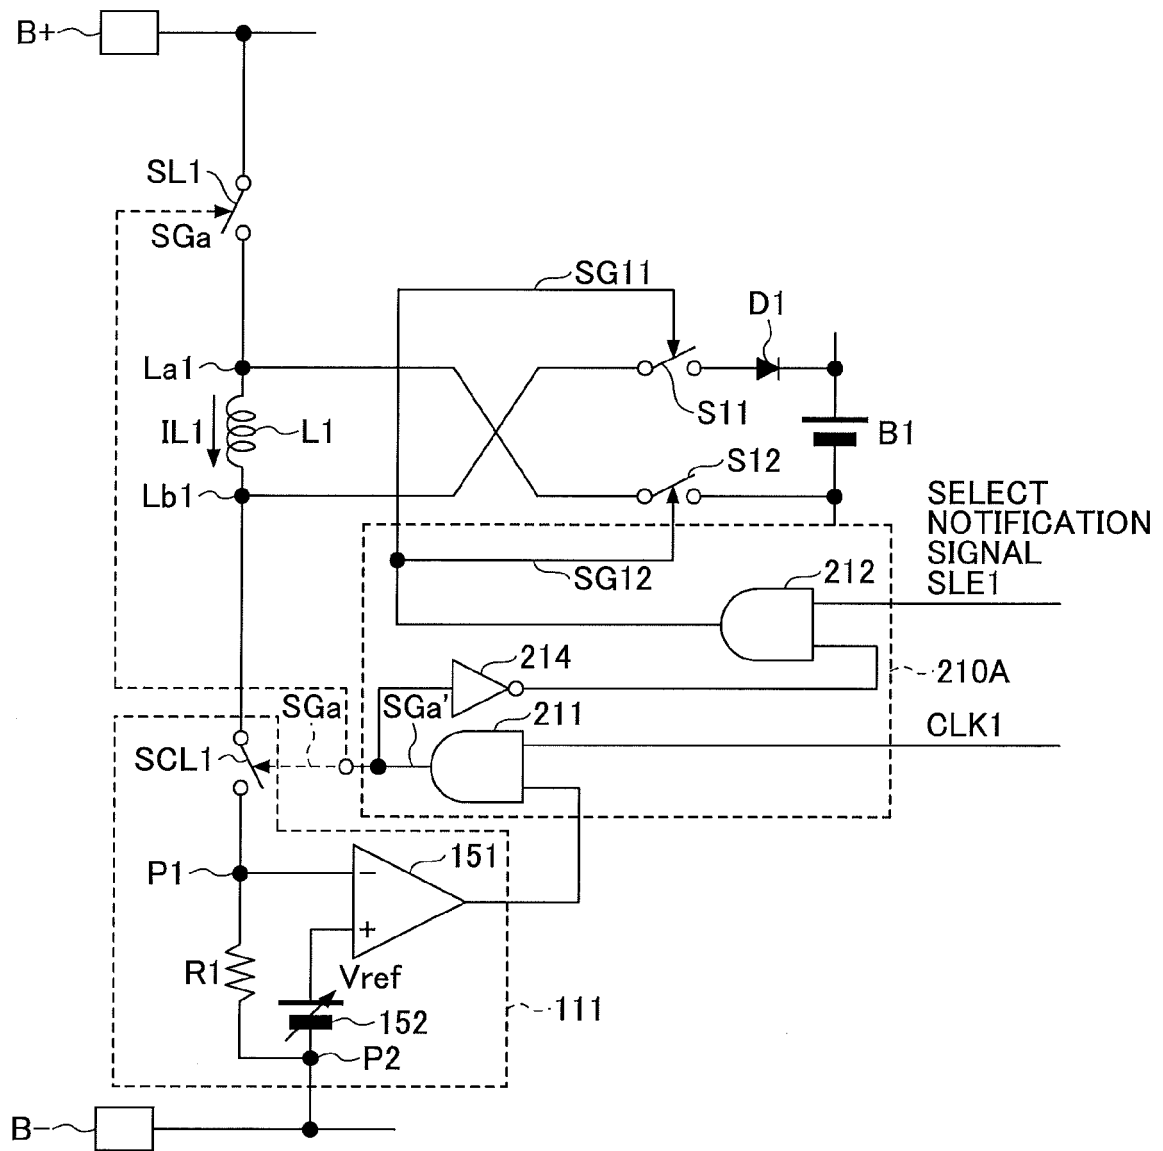 B+
SL1
SGa
SG11
D1
La1
S11
IL1
L1
B1
S12
Lb1
SELECT
NOTIFICATION
SIGNAL
SLE1
SG12
212
214
210A
SGa
SGa'
211
CLK1
SCL1
151
P1
−
+
R1
Vref
152
111
P2
B−